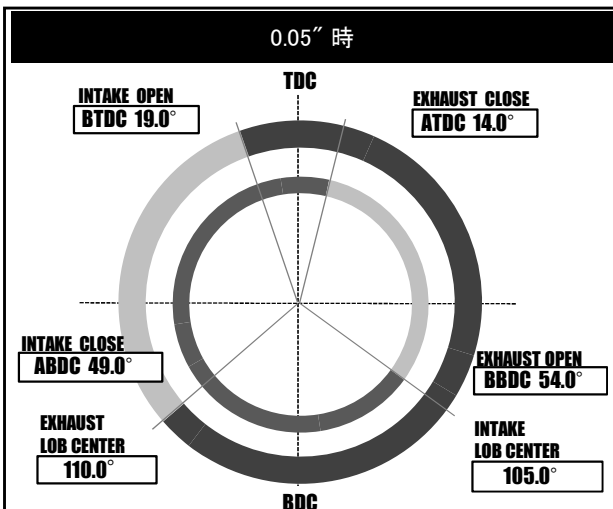 0.05″ 時
TDC
INTAKE OPEN
BTDC 19.0°
EXHAUST CLOSE
ATDC 14.0°
INTAKE CLOSE
ABDC 49.0°
EXHAUST OPEN
BBDC 54.0°
EXHAUST
LOB CENTER
110.0°
INTAKE
LOB CENTER
105.0°
BDC